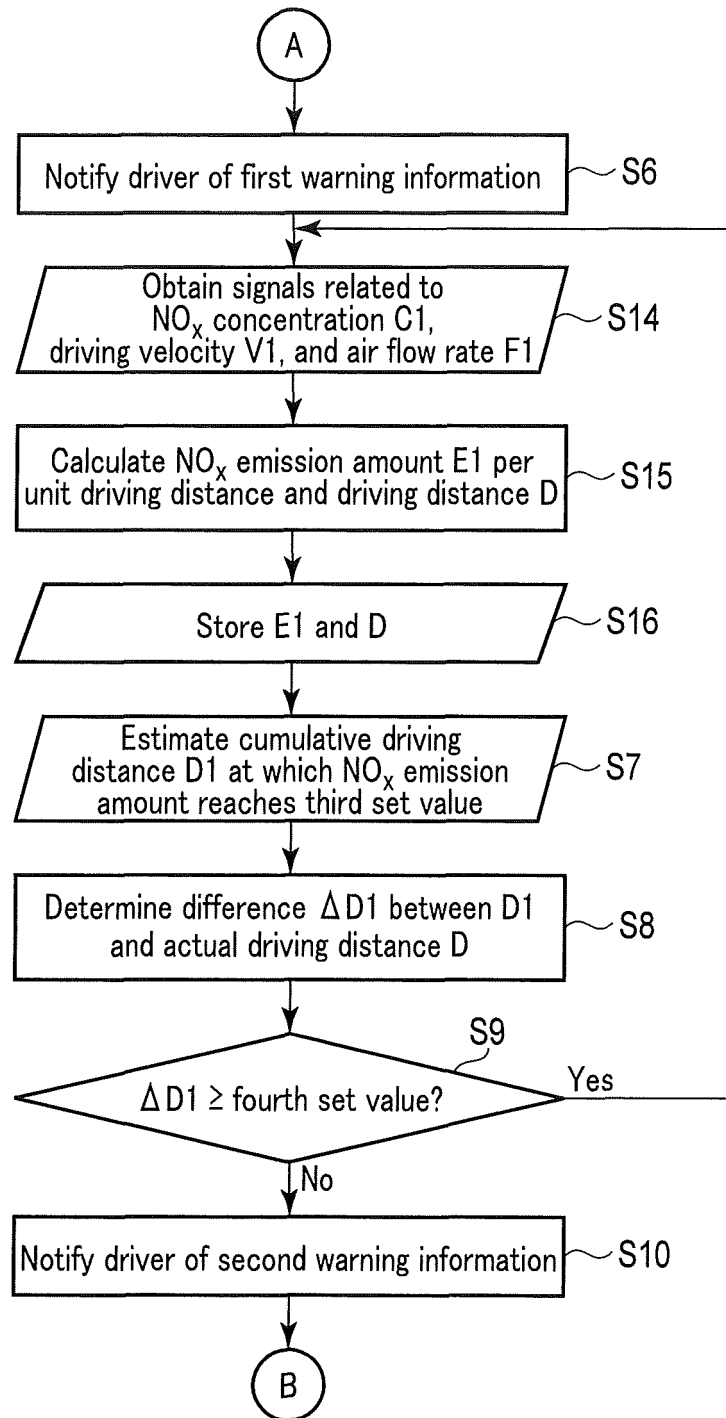 A
Notify driver of first warning information
S6
Obtain signals related to
NOx concentration C1,
driving velocity V1, and air flow rate F1
S14
Calculate NOx emission amount E1 per
unit driving distance and driving distance D
S15
Store E1 and D
S16
Estimate cumulative driving
distance D1 at which NOx emission
amount reaches third set value
S7
Determine difference ΔD1 between D1
and actual driving distance D
S8
S9
ΔD1 ≥ fourth set value?
Yes
No
Notify driver of second warning information
S10
B